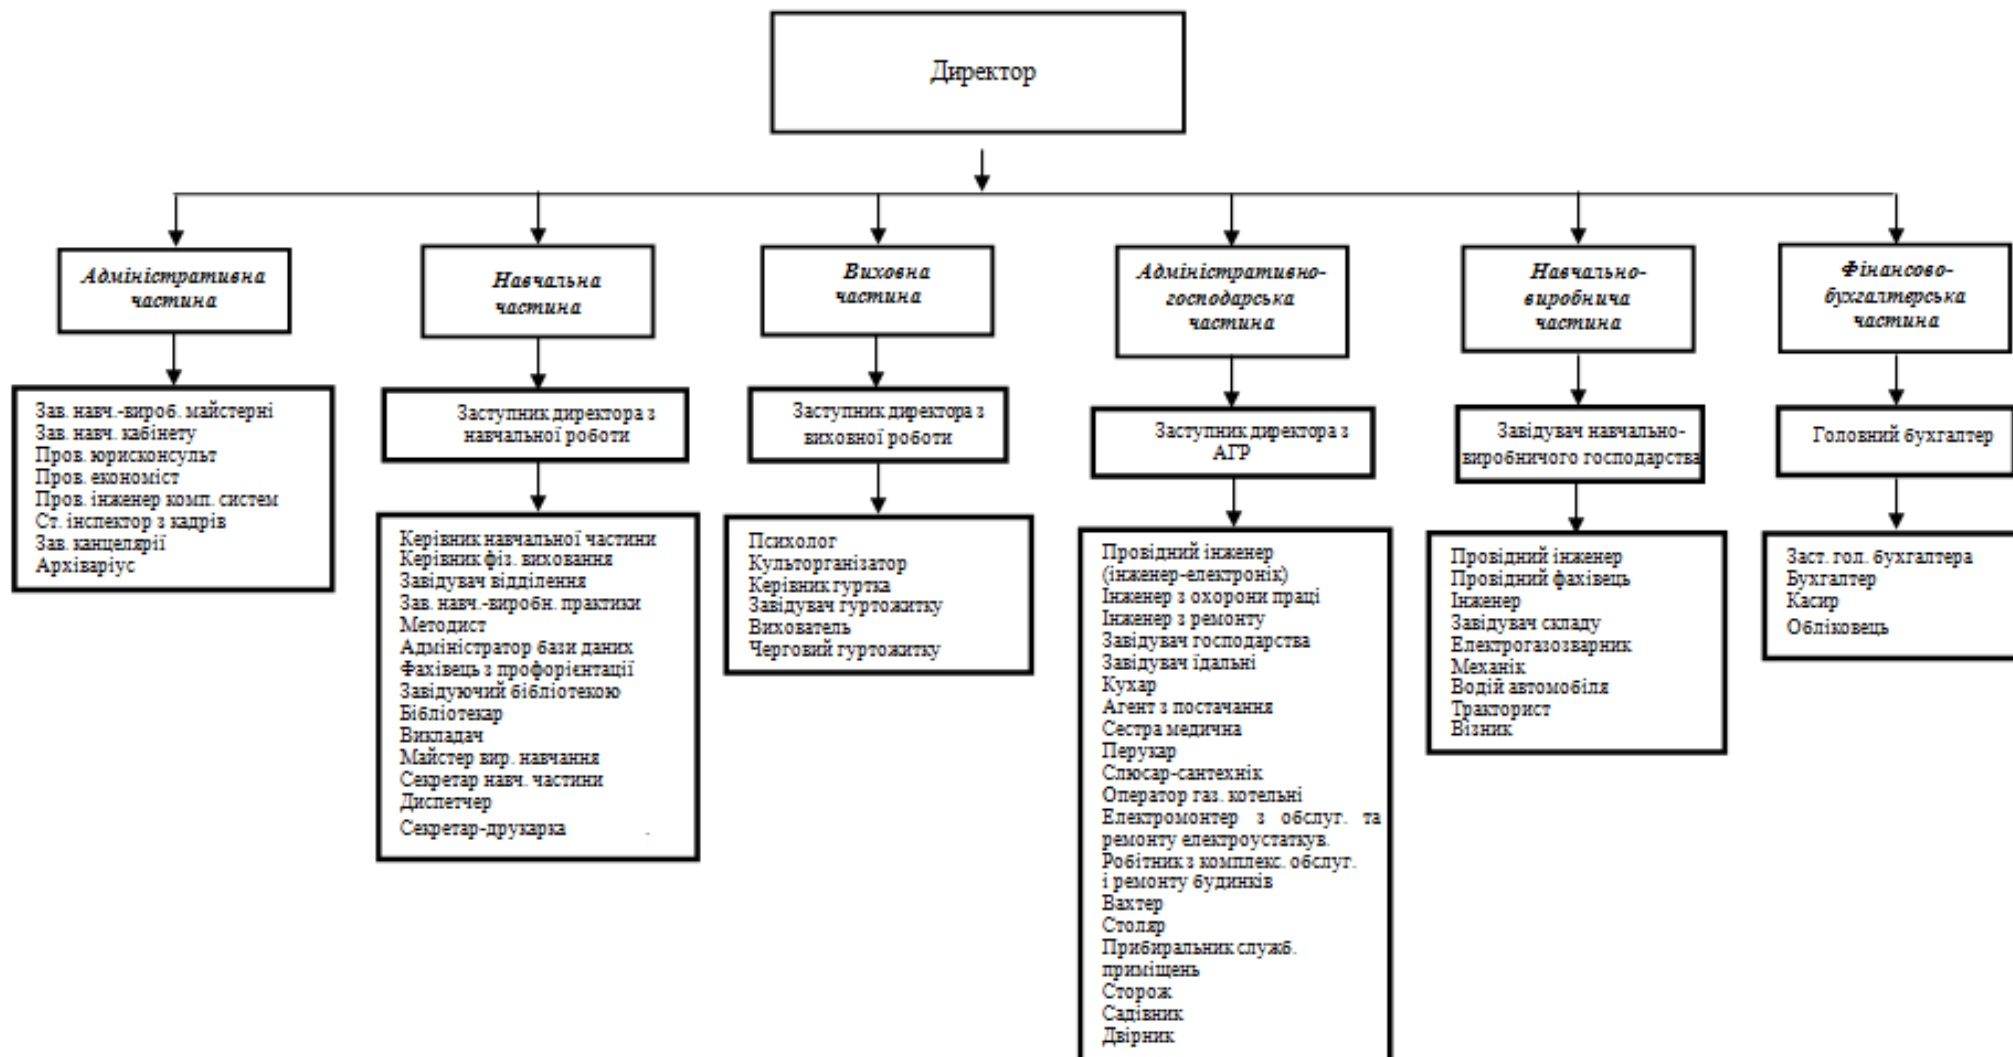 Директор
Адміністративна
частина
Зав. навч.-вироб. майстерні
Зав. навч. кабінету
Пров. юрисконсульт
Пров. економіст
Пров. інженер комп. систем
Ст. інспектор з кадрів
Зав. канцелярії
Архіваріус
Навчальна
частина
Заступник директора з
навчальної роботи
Керівник навчальної частини
Керівник фіз. виховання
Завідувач відділення
Зав. навч.-виробн. практики
Методист
Адміністратор бази даних
Фахівець з профорієнтації
Завідуючий бібліотекою
Бібліотекар
Викладач
Майстер вир. навчання
Секретар навч. частини
Диспетчер
Секретар-друкарка .
Виховна
частина
Заступник директора з
виховної роботи
Психолог
Культорганізатор
Керівник гуртка
Завідувач гуртожитку
Вихователь
Черговий гуртожитку
Адміністративно-
господарська
частина
Заступник директора з
АГР
Провідний інженер
(інженер-електронік)
Інженер з охорони праці
Інженер з ремонту
Завідувач господарства
Завідувач їдальні
Кухар
Агент з постачання
Сестра медична
Перукар
Слюсар-сантехнік
Оператор газ. котельні
Електромонтер з обслуг. та
ремонту електроустаткув.
Робітник з комплекс. обслуг.
і ремонту будинків
Вахтер
Столяр
Прибиральник служб.
приміщень
Сторож
Садівник
Двірник
Навчально-
виробнича
частина
Завідувач навчально-
виробничого господарства
Провідний інженер
Провідний фахівець
Інженер
Завідувач складу
Електрогазозварник
Механік
Водій автомобіля
Тракторист
Візник
Фінансово-
бухгалтерська
частина
Головний бухгалтер
Заст. гол. бухгалтера
Бухгалтер
Касир
Обліковець